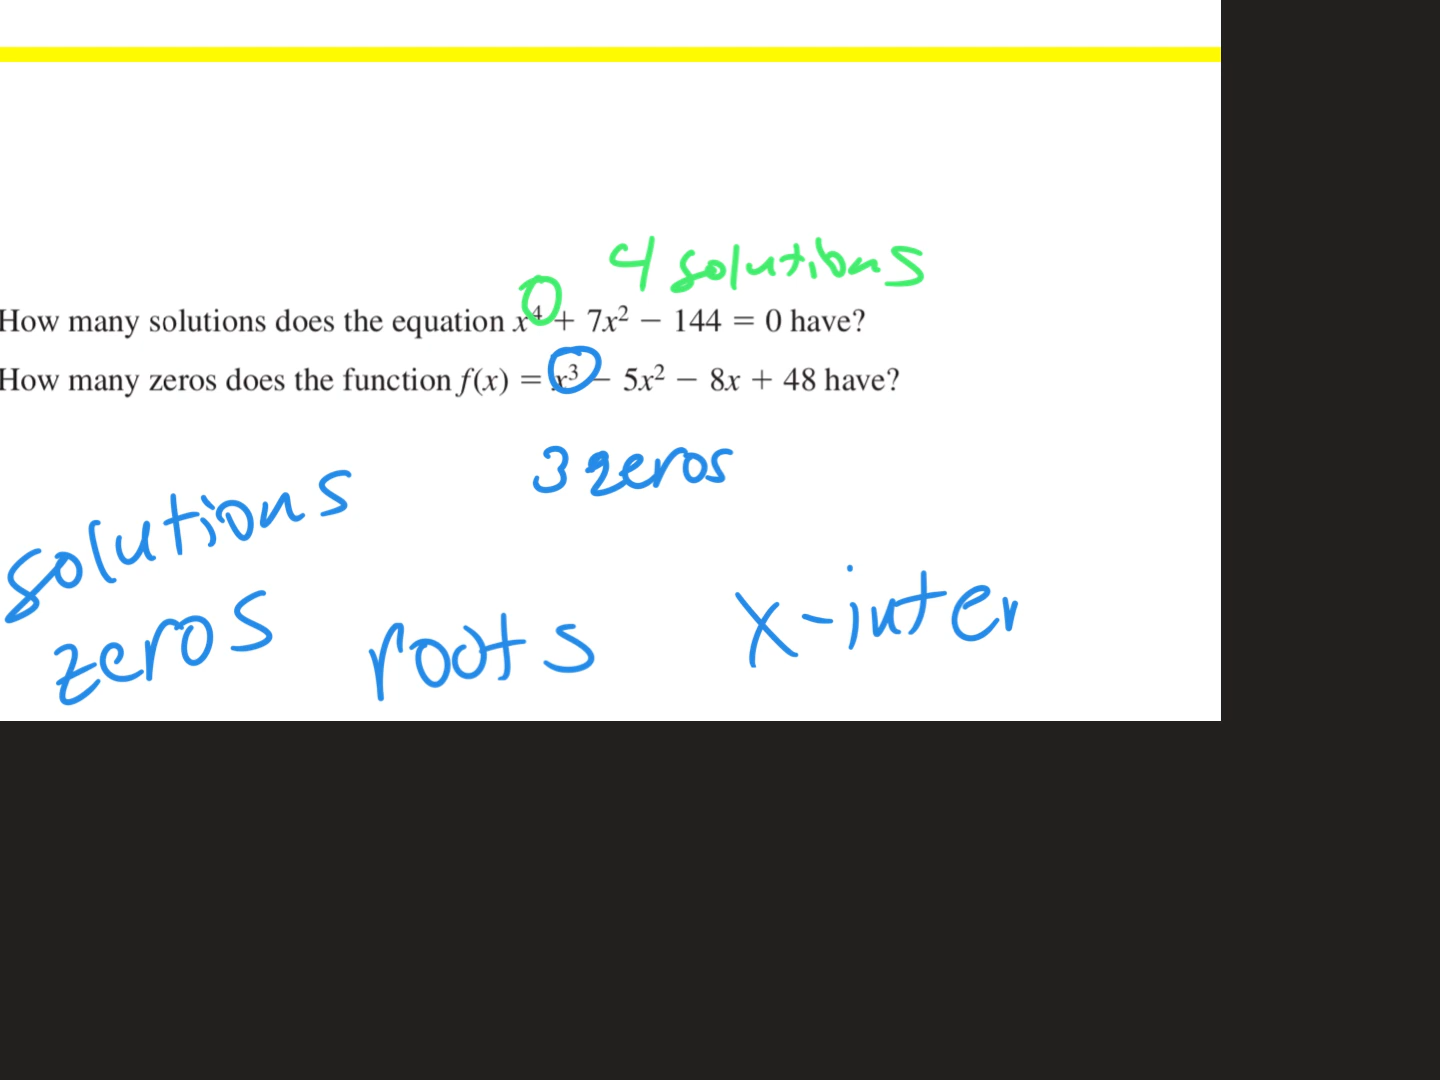 4 solutions
How many solutions does the equation x⁴ + 7x² − 144 = 0 have?
How many zeros does the function f(x) = x³ − 5x² − 8x + 48 have?
3 zeros
solutions
zeros roots x-inter